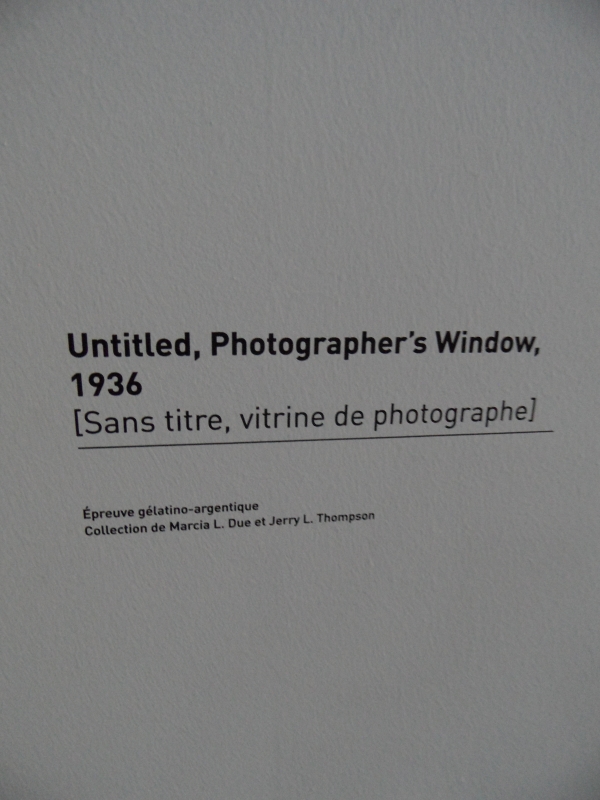 Untitled, Photographer's Window,
1936
[Sans titre, vitrine de photographe]
Épreuve gélatino-argentique
Collection de Marcia L. Due et Jerry L. Thompson